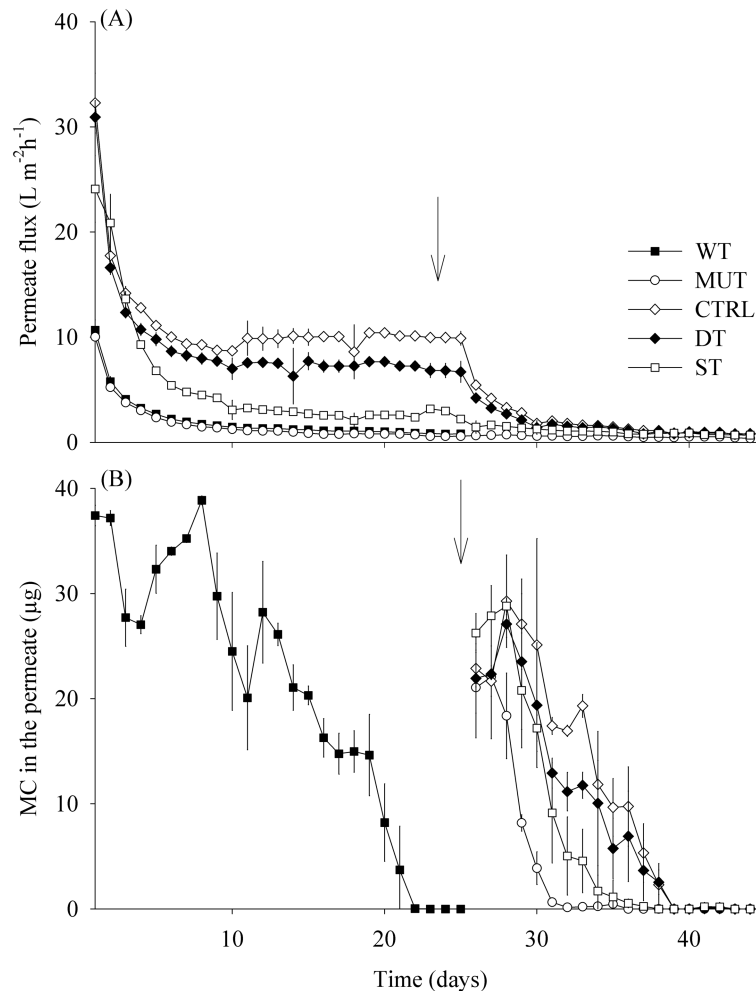 (A)
40
30
20
10
0
Permeate flux (L m⁻²h⁻¹)
WT
MUT
CTRL
DT
ST
(B)
40
30
20
10
0
MC in the permeate (µg)
10 20 30 40
Time (days)